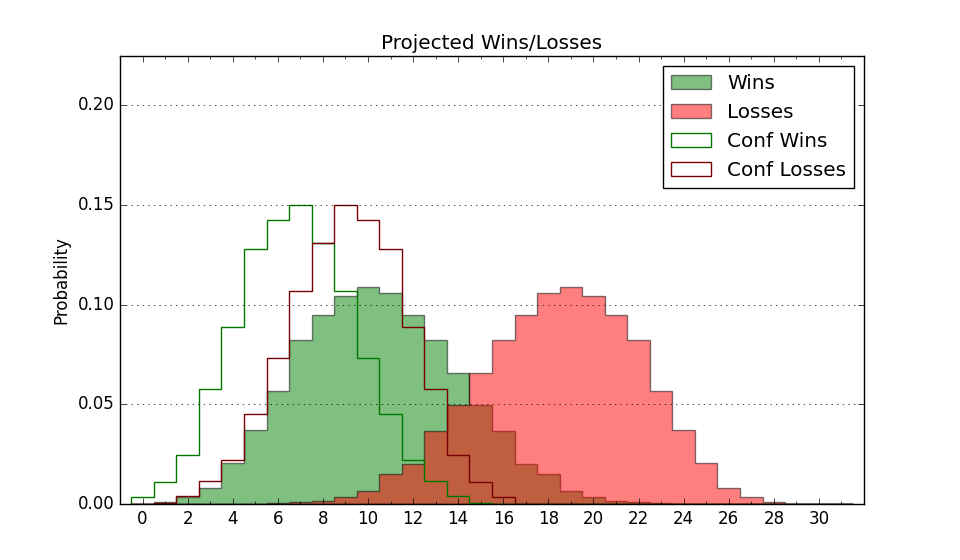 Projected Wins/Losses
Wins
Losses
Conf Wins
Conf Losses
Probability
0.20
0.15
0.10
0.05
0.00
0 2 4 6 8 10 12 14 16 18 20 22 24 26 28 30